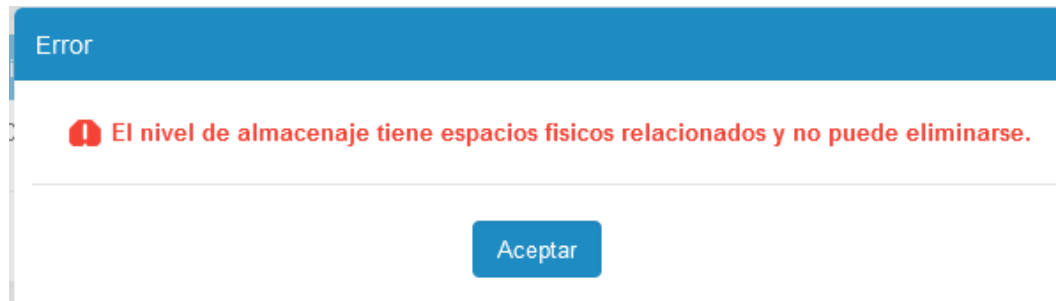 Error
El nivel de almacenaje tiene espacios fisicos relacionados y no puede eliminarse.
Aceptar